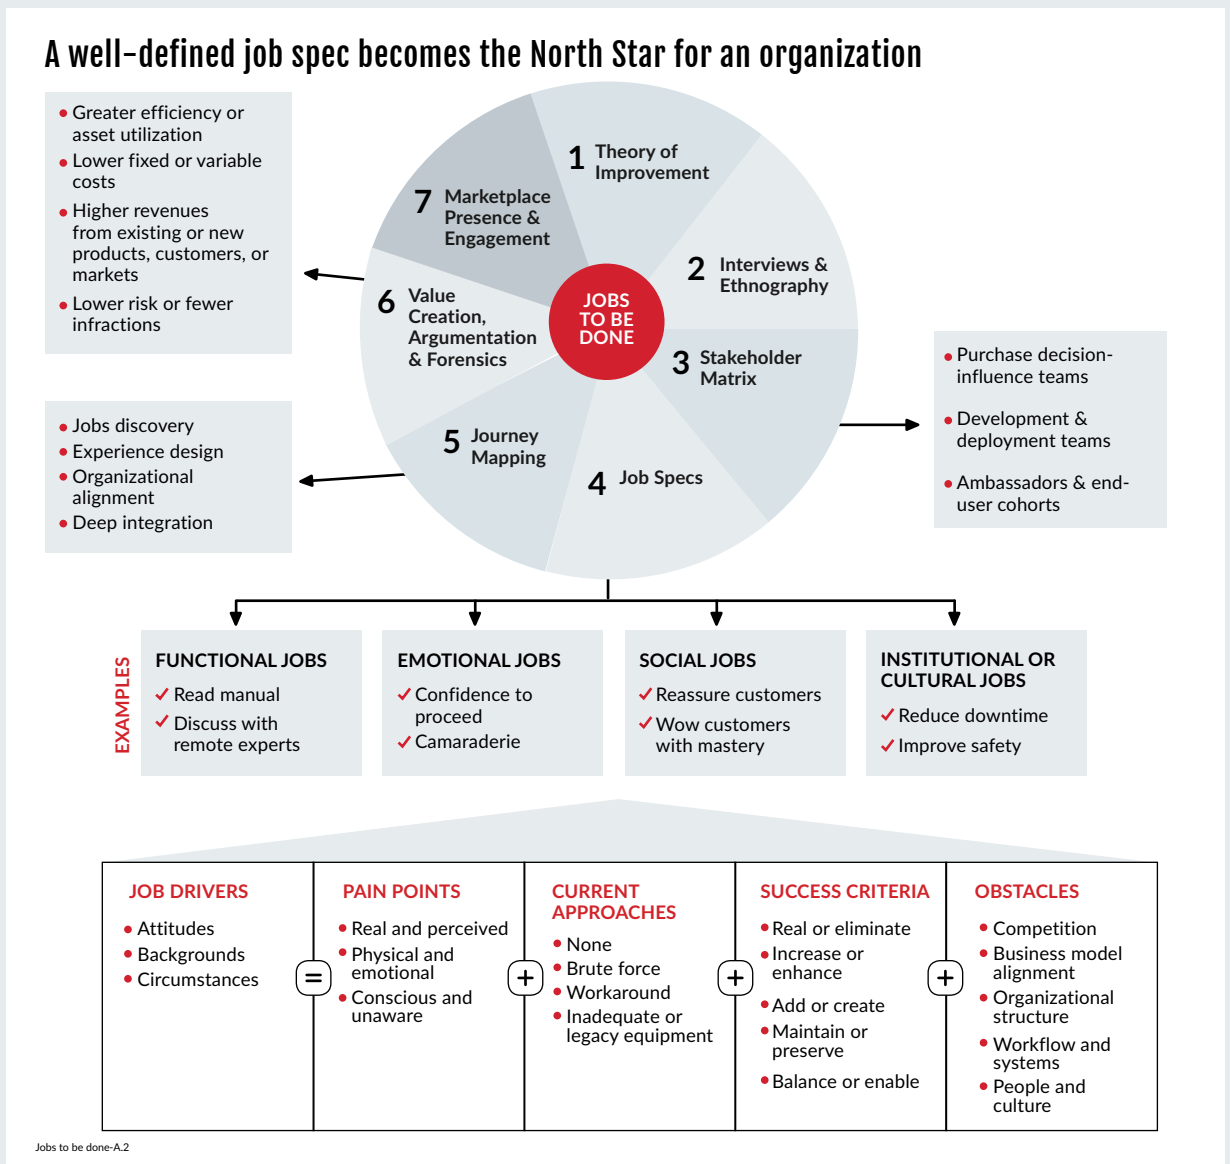 A well-defined job spec becomes the North Star for an organization
Greater efficiency or
asset utilization
Lower fixed or variable
costs
Higher revenues
from existing or new
products, customers, or
markets
Lower risk or fewer
infractions
1 Theory of
Improvement
2 Interviews &
Ethnography
3 Stakeholder
Matrix
4 Job Specs
5 Journey
Mapping
6 Value
Creation,
Argumentation
& Forensics
7 Marketplace
Presence &
Engagement
JOBS
TO BE
DONE
Purchase decision-
influence teams
Development &
deployment teams
Ambassadors & end-
user cohorts
Jobs discovery
Experience design
Organizational
alignment
Deep integration
EXAMPLES
FUNCTIONAL JOBS
Read manual
Discuss with
remote experts
EMOTIONAL JOBS
Confidence to
proceed
Camaraderie
SOCIAL JOBS
Reassure customers
Wow customers
with mastery
INSTITUTIONAL OR
CULTURAL JOBS
Reduce downtime
Improve safety
JOB DRIVERS
Attitudes
Backgrounds
Circumstances
=
PAIN POINTS
Real and perceived
Physical and
emotional
Conscious and
unaware
+
CURRENT
APPROACHES
None
Brute force
Workaround
Inadequate or
legacy equipment
+
SUCCESS CRITERIA
Real or eliminate
Increase or
enhance
Add or create
Maintain or
preserve
Balance or enable
+
OBSTACLES
Competition
Business model
alignment
Organizational
structure
Workflow and
systems
People and
culture
Jobs to be done-A.2